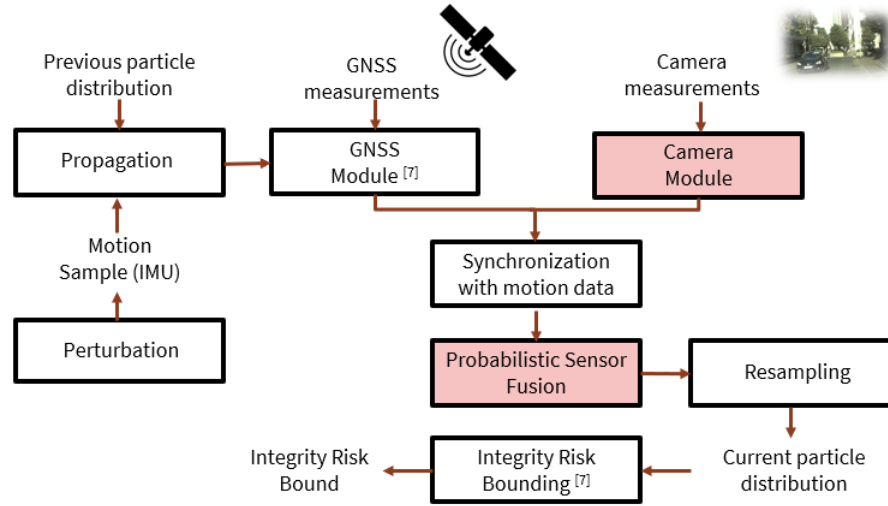 Previous particle
distribution
GNSS
measurements
Camera
measurements
Propagation
GNSS
Module [7]
Camera
Module
Motion
Sample (IMU)
Synchronization
with motion data
Perturbation
Probabilistic Sensor
Fusion
Resampling
Integrity Risk
Bound
Integrity Risk
Bounding [7]
Current particle
distribution